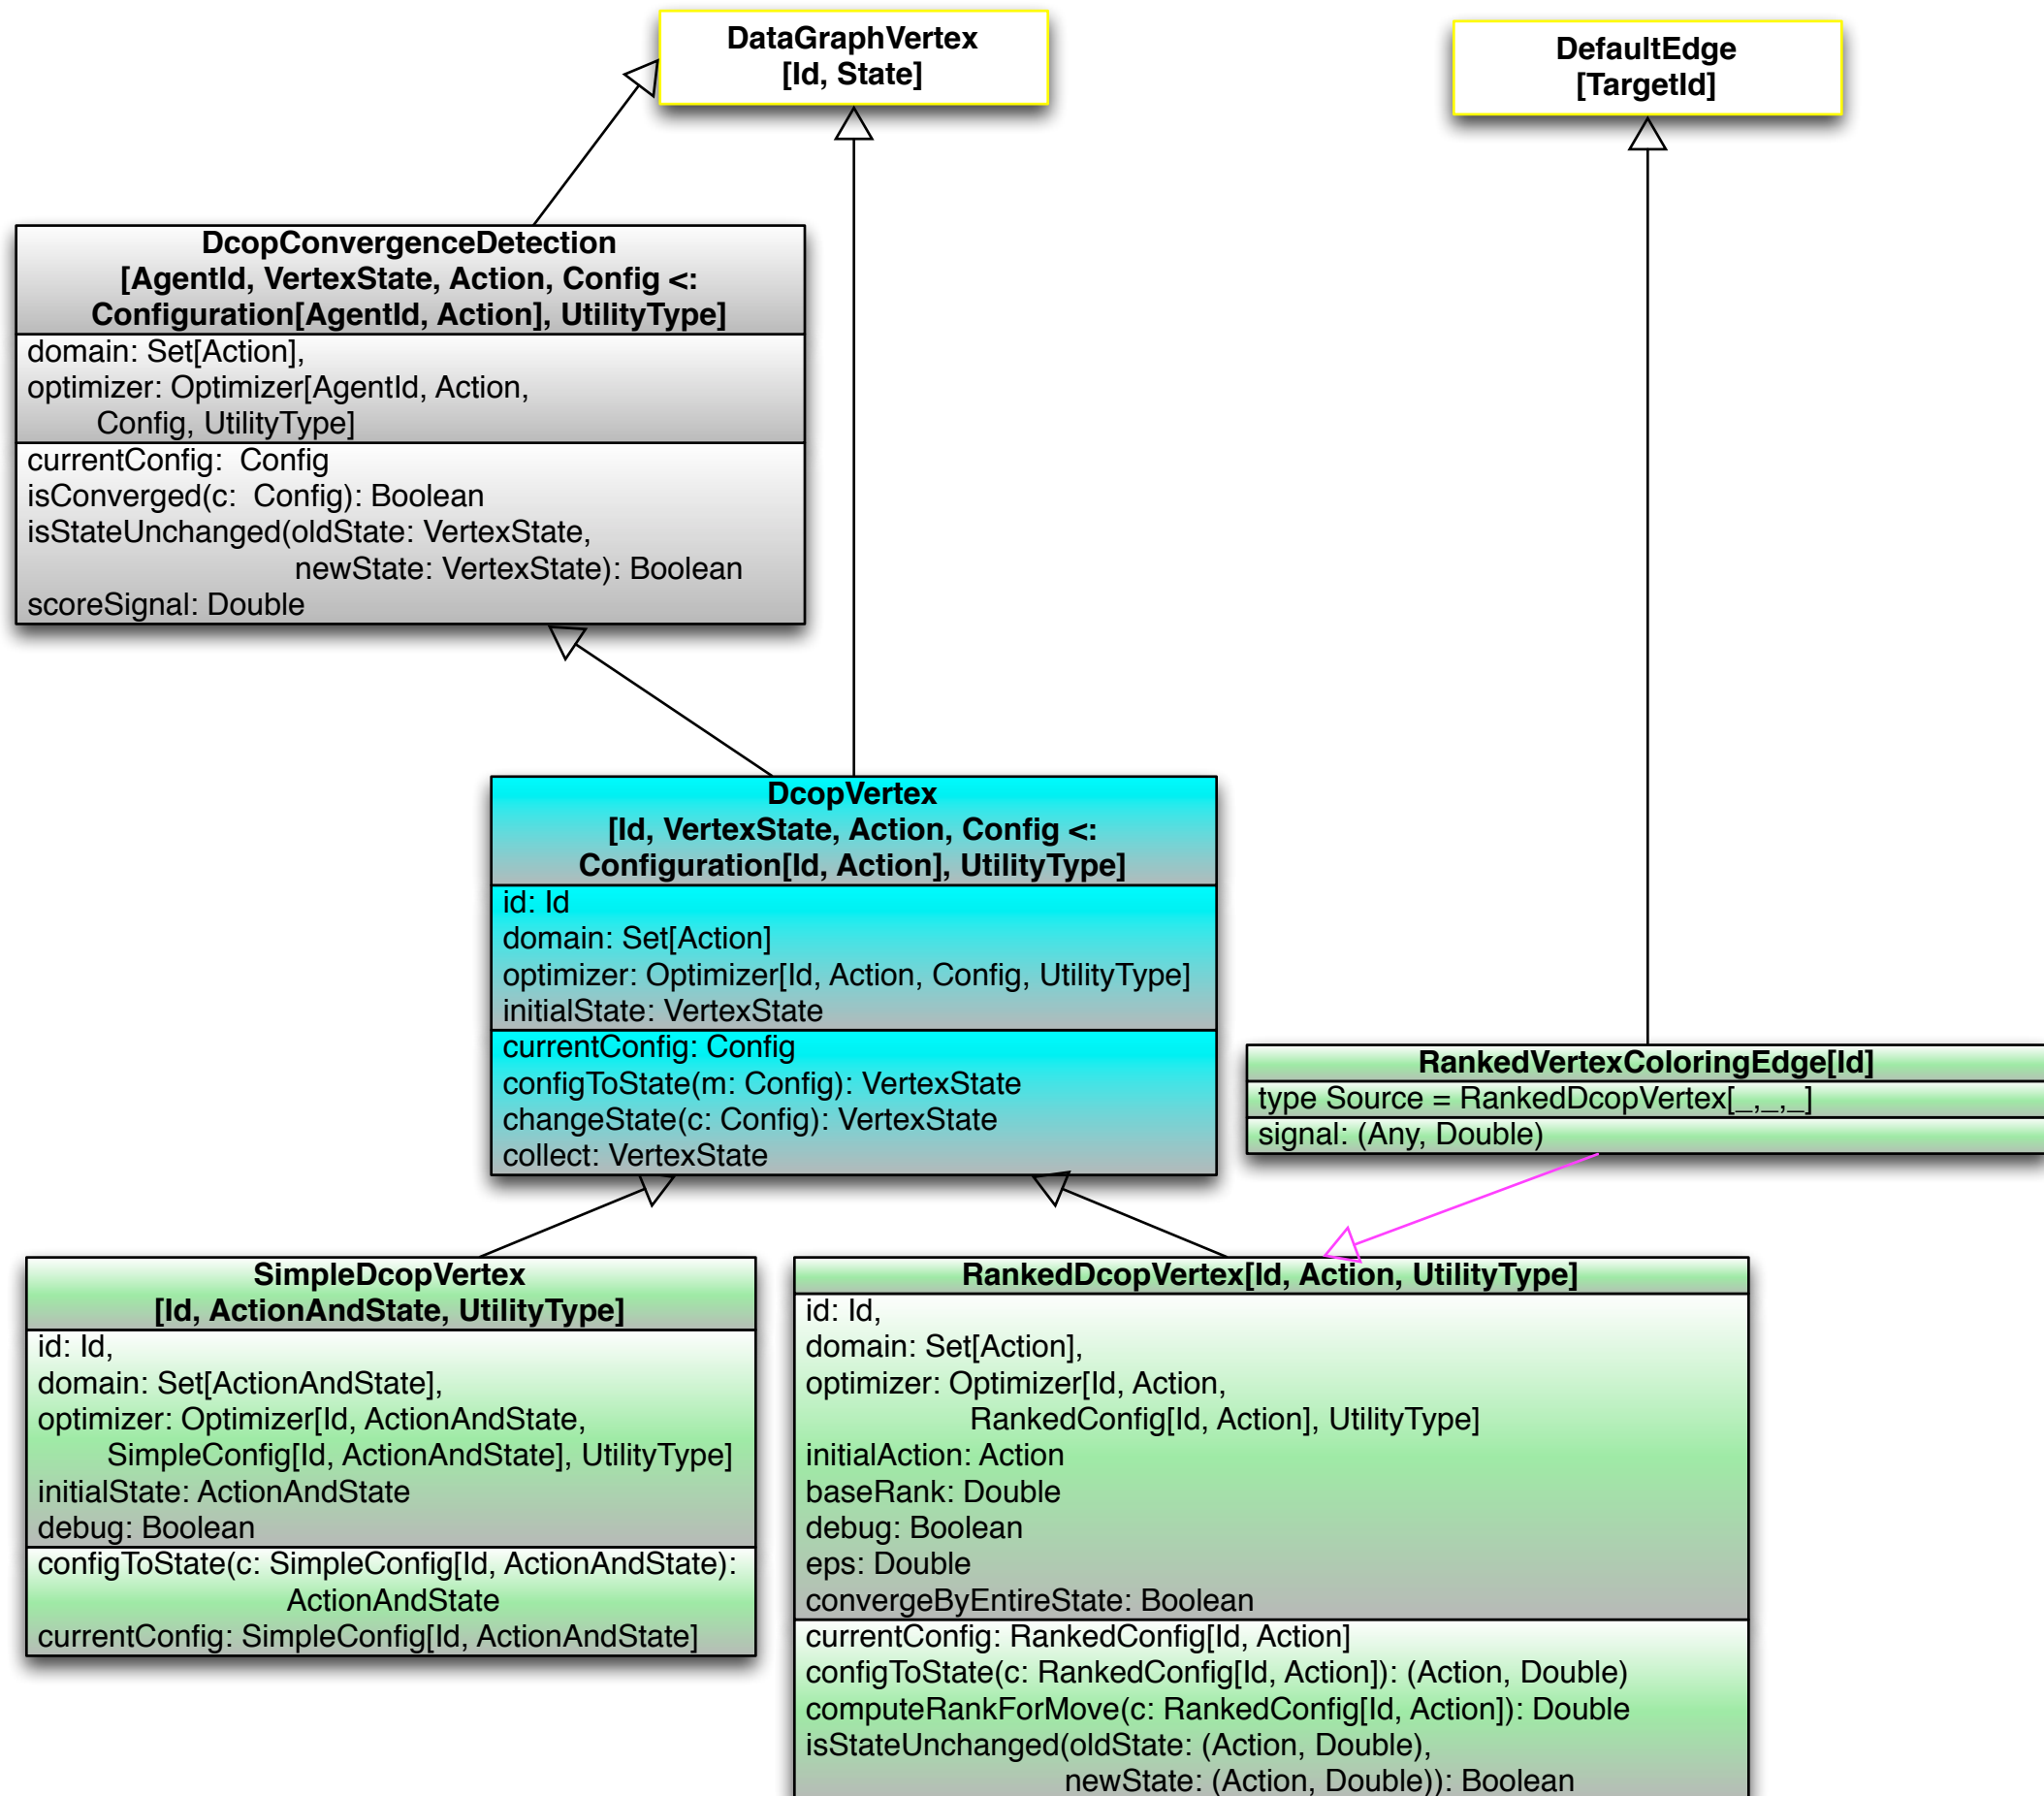 DataGraphVertex
[Id, State]
DefaultEdge
[TargetId]
DcopConvergenceDetection
[AgentId, VertexState, Action, Config <:
Configuration[AgentId, Action], UtilityType]
domain: Set[Action],
optimizer: Optimizer[AgentId, Action,
Config, UtilityType]
currentConfig:  Config
isConverged(c:  Config): Boolean
isStateUnchanged(oldState: VertexState,
newState: VertexState): Boolean
scoreSignal: Double
DcopVertex
[Id, VertexState, Action, Config <:
Configuration[Id, Action], UtilityType]
id: Id
domain: Set[Action]
optimizer: Optimizer[Id, Action, Config, UtilityType]
initialState: VertexState
currentConfig: Config
configToState(m: Config): VertexState
changeState(c: Config): VertexState
collect: VertexState
RankedVertexColoringEdge[Id]
type Source = RankedDcopVertex[_,_,_]
signal: (Any, Double)
SimpleDcopVertex
[Id, ActionAndState, UtilityType]
id: Id,
domain: Set[ActionAndState],
optimizer: Optimizer[Id, ActionAndState,
SimpleConfig[Id, ActionAndState], UtilityType]
initialState: ActionAndState
debug: Boolean
configToState(c: SimpleConfig[Id, ActionAndState):
ActionAndState
currentConfig: SimpleConfig[Id, ActionAndState]
RankedDcopVertex[Id, Action, UtilityType]
id: Id,
domain: Set[Action],
optimizer: Optimizer[Id, Action,
RankedConfig[Id, Action], UtilityType]
initialAction: Action
baseRank: Double
debug: Boolean
eps: Double
convergeByEntireState: Boolean
currentConfig: RankedConfig[Id, Action]
configToState(c: RankedConfig[Id, Action]): (Action, Double)
computeRankForMove(c: RankedConfig[Id, Action]): Double
isStateUnchanged(oldState: (Action, Double),
newState: (Action, Double)): Boolean